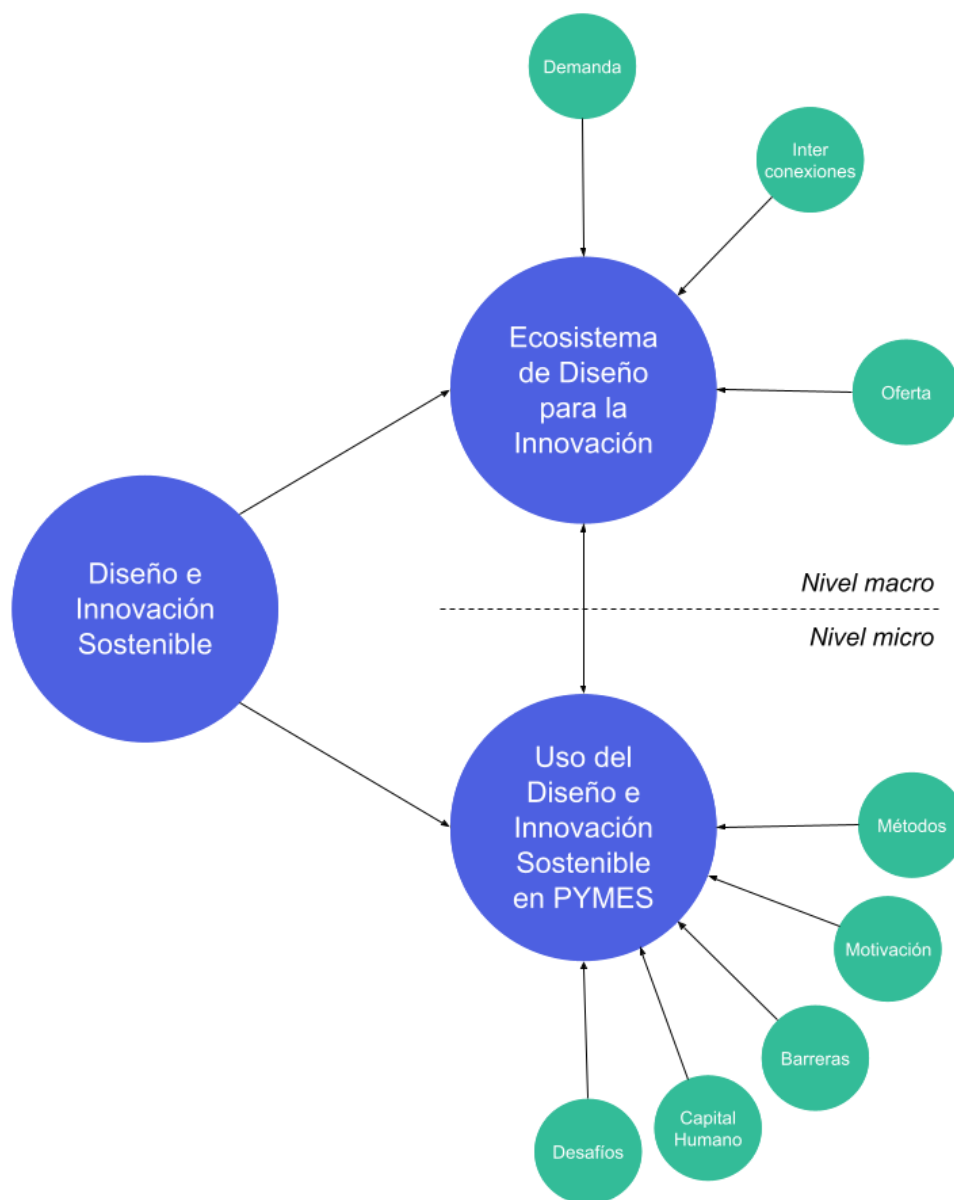 Demanda
Inter
conexiones
Ecosistema
de Diseño
para la
Innovación
Oferta
Diseño e
Innovación
Sostenible
Nivel macro
Nivel micro
Uso del
Diseño e
Innovación
Sostenible
en PYMES
Métodos
Motivación
Barreras
Capital
Humano
Desafíos